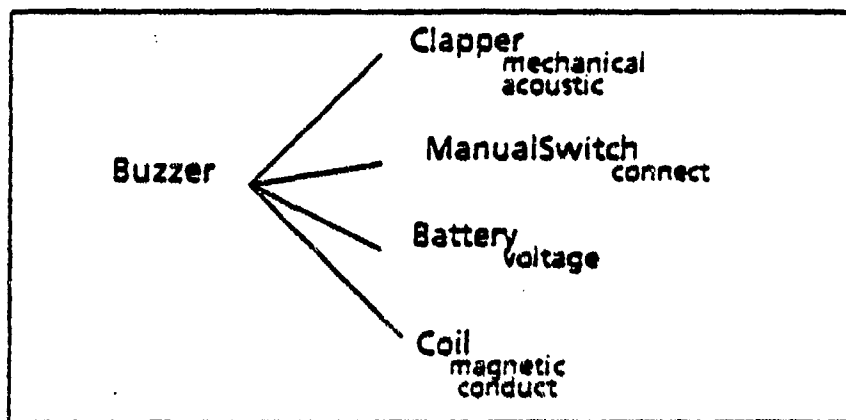 Clapper
mechanical
acoustic
Buzzer
ManualSwitch
connect
Battery
voltage
Coil
magnetic
conduct